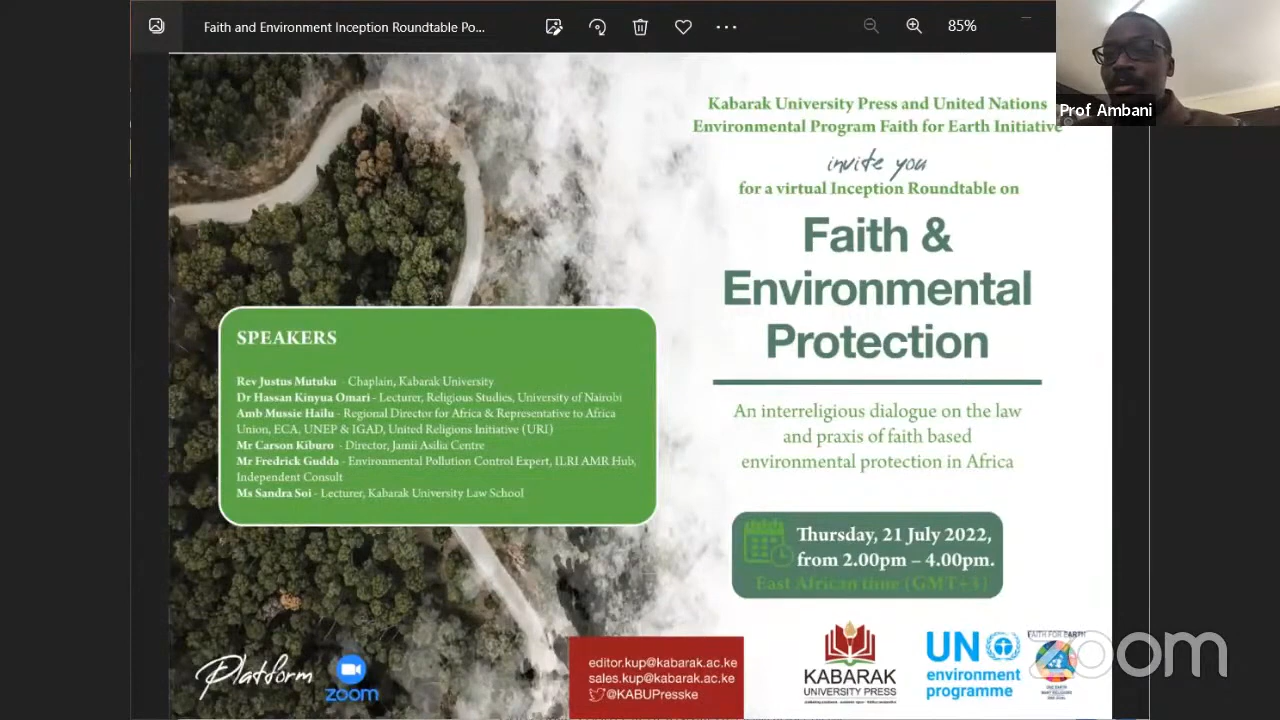 Faith and Environment Inception Roundtable Po...
85%
Prof Ambani
Kabarak University Press and United Nations
Environmental Program Faith for Earth Initiative
invite you
for a virtual Inception Roundtable on
Faith &
Environmental
Protection
An interreligious dialogue on the law
and praxis of faith based
environmental protection in Africa
SPEAKERS
Rev Justus Mutuku - Chaplain, Kabarak University
Dr Hassan Kinyua Omari - Lecturer, Religious Studies, University of Nairobi
Amb Mussie Hailu - Regional Director for Africa & Representative to Africa
Union, ECA, UNEP & IGAD, United Religions Initiative (URI)
Mr Carson Kiburo - Director, Jamii Asilia Centre
Mr Fredrick Gudda - Environmental Pollution Control Expert, ILRI AMR Hub,
Independent Consult
Ms Sandra Soi - Lecturer, Kabarak University Law School
Thursday, 21 July 2022,
from 2.00pm – 4.00pm.
East African time (GMT+3)
Platform
zoom
editor.kup@kabarak.ac.ke
sales.kup@kabarak.ac.ke
@KABUPresske
KABARAK
UNIVERSITY PRESS
UN
environment
programme
FAITH FOR EARTH
zoom